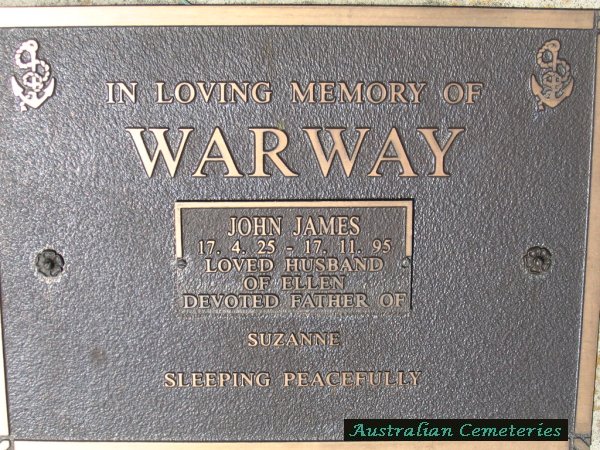 IN LOVING MEMORY OF
WARWAY
JOHN JAMES
17. 4. 25 - 17. 11. 95
LOVED HUSBAND
OF ELLEN
DEVOTED FATHER OF
SUZANNE
SLEEPING PEACEFULLY
Australian Cemeteries